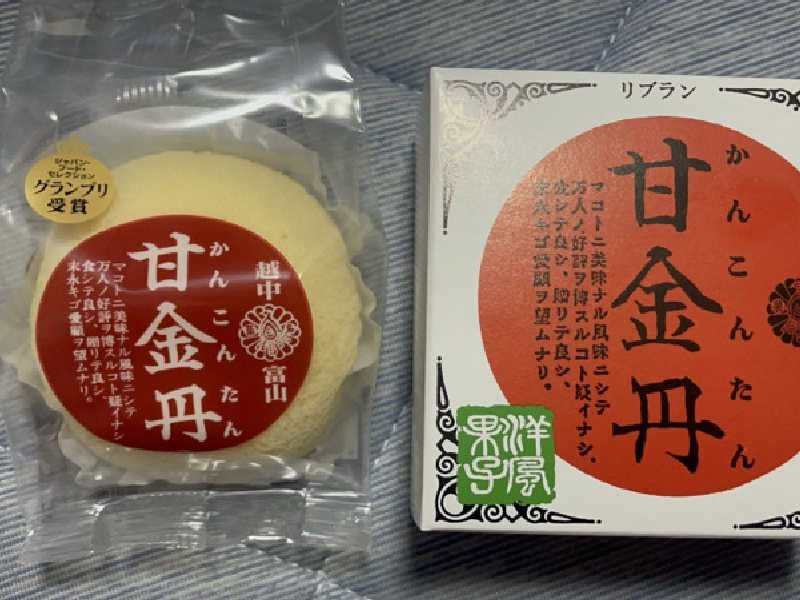 ジャパン・
フード・
セレクション
グランプリ
受賞
越中
富山
かんこんたん
甘金丹
マコトニ美味ナル風味ニシテ
万人ノ好評ヲ博スルコト疑イナシ
食シテ良シ、贈リテ良シ、
末永キゴ愛顧ヲ望ムナリ。
リブラン
かんこんたん
甘金丹
マコトニ美味ナル風味ニシテ
万人ノ好評ヲ博スルコト疑イナシ.
食シテ良シ、贈リテ良シ、
末永キゴ愛顧ヲ望ムナリ。
洋風
果子